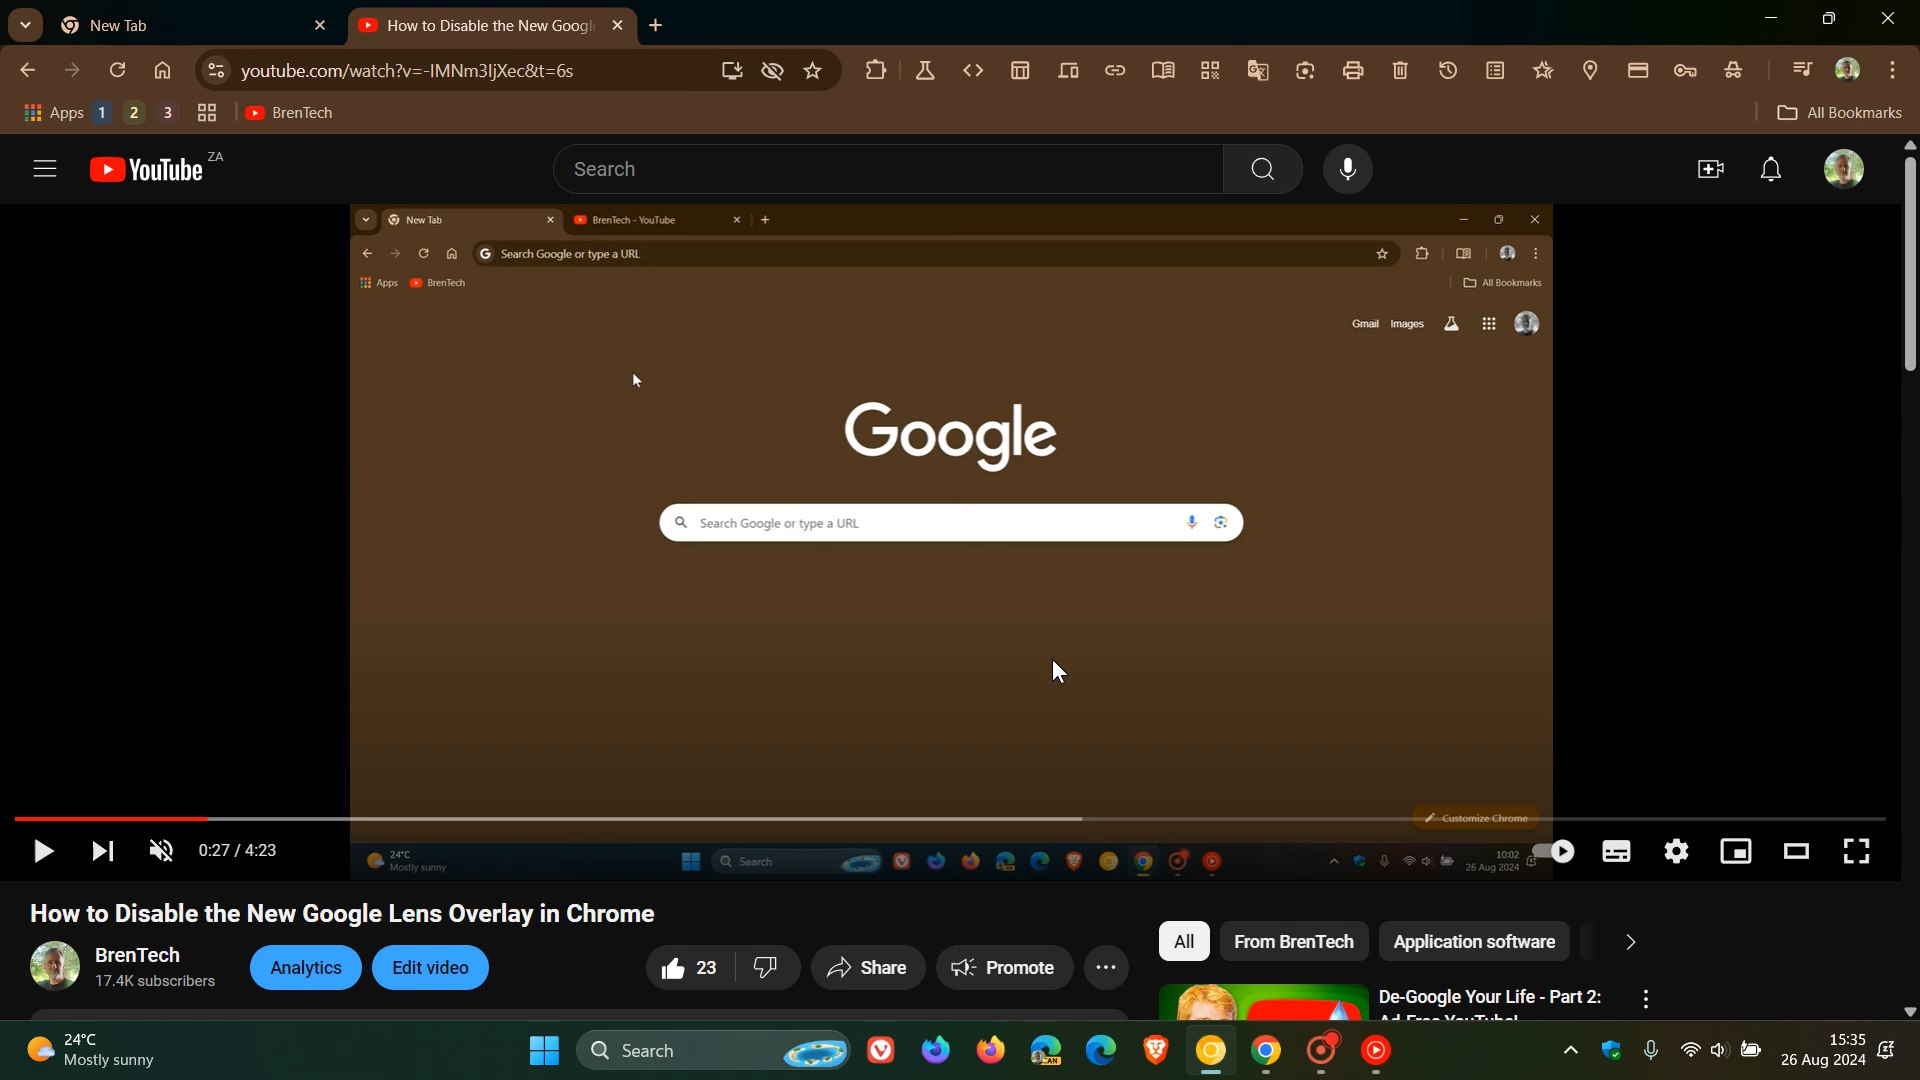 New Tab
How to Disable the New Googl
youtube.com/watch?v=-IMNm3ljXec&t=6s
Apps 1 2 3 BrenTech All Bookmarks
YouTube ZA
Search
New Tab BrenTech - YouTube
Search Google or type a URL
Apps BrenTech All Bookmarks
Gmail Images
Google
Search Google or type a URL
Customize Chrome
0:27 / 4:23
24°C
Mostly sunny
Search
10:02
26 Aug 2024
How to Disable the New Google Lens Overlay in Chrome
BrenTech
17.4K subscribers
Analytics Edit video 23 Share Promote
All From BrenTech Application software
De-Google Your Life - Part 2:
24°C
Mostly sunny
Search
15:35
26 Aug 2024